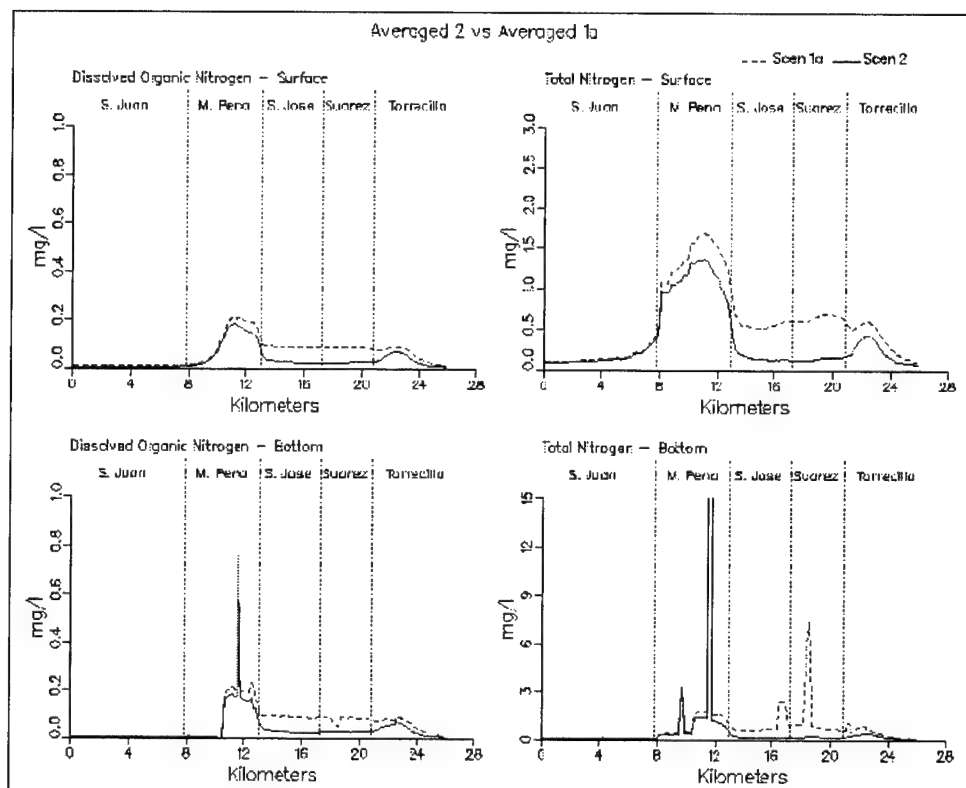 Averaged 2 vs Averaged 1a
Scen 1a Scen 2
Dissolved Organic Nitrogen – Surface
S. Juan M. Pena S. Jose Suarez Torrecilla
mg/l
1.0
0.8
0.6
0.4
0.2
0.0
0 4 8 12 16 20 24 28
Kilometers
Total Nitrogen – Surface
S. Juan M. Pena S. Jose Suarez Torrecilla
mg/l
3.0
2.5
2.0
1.5
1.0
0.5
0.0
0 4 8 12 16 20 24 28
Kilometers
Dissolved Organic Nitrogen – Bottom
S. Juan M. Pena S. Jose Suarez Torrecilla
mg/l
1.0
0.8
0.6
0.4
0.2
0.0
0 4 8 12 16 20 24 28
Kilometers
Total Nitrogen – Bottom
S. Juan M. Pena S. Jose Suarez Torrecilla
mg/l
15
12
9
6
3
0
0 4 8 12 16 20 24 28
Kilometers